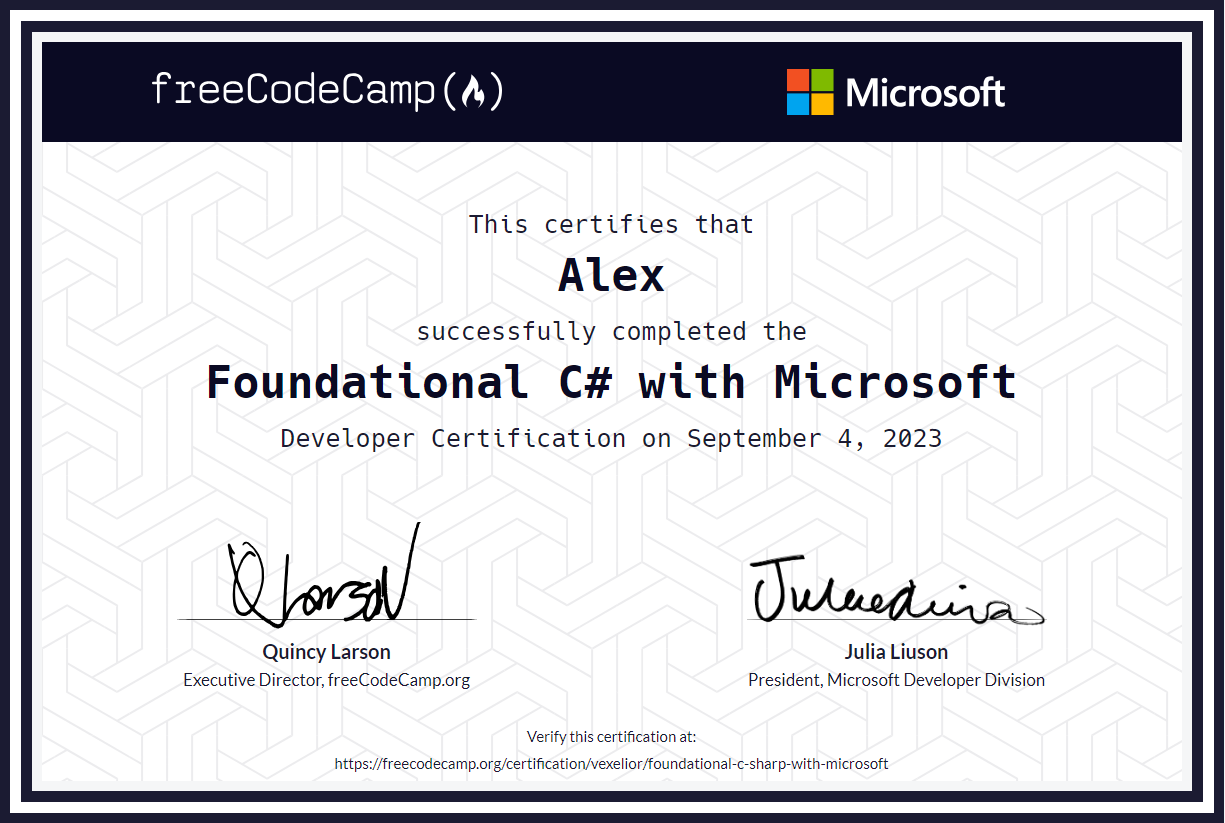 freeCodeCamp
Microsoft
This certifies that
Alex
successfully completed the
Foundational C# with Microsoft
Developer Certification on September 4, 2023
Quincy Larson
Julia Liuson
Executive Director, freeCodeCamp.org
President, Microsoft Developer Division
Verify this certification at:
https://freecodecamp.org/certification/vexelior/foundational-c-sharp-with-microsoft